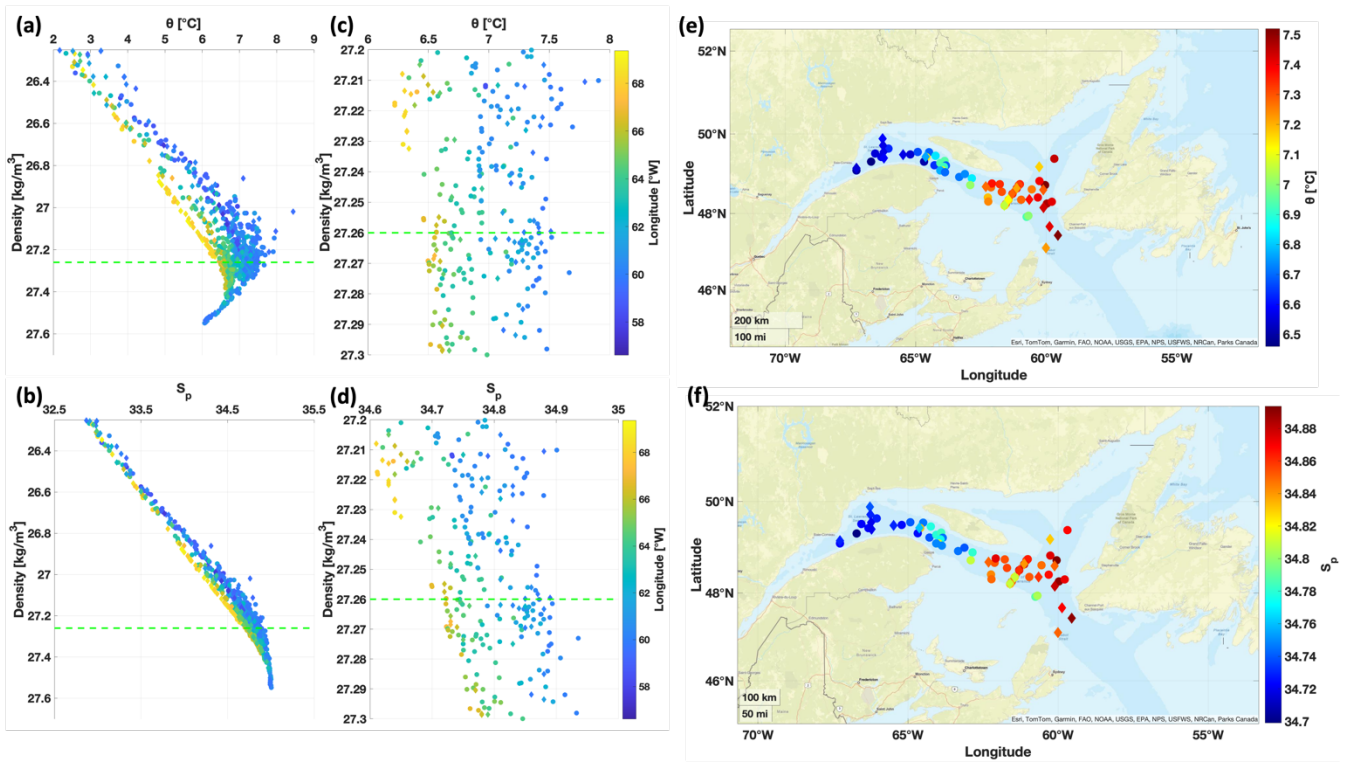 (a)
θ [°C]
2 3 4 5 6 7 8 9
26.4
26.6
26.8
27
27.2
27.4
27.6
Density [kg/m³]
68
66
64
62
60
58
Longitude [°W]
(c)
θ [°C]
6 6.5 7 7.5 8
27.2
27.21
27.22
27.23
27.24
27.25
27.26
27.27
27.28
27.29
27.3
Density [kg/m³]
(e)
52°N
50°N
48°N
46°N
Latitude
200 km
100 mi
Esri, TomTom, Garmin, FAO, NOAA, USGS, EPA, NPS, USFWS, NRCan, Parks Canada
70°W 65°W 60°W 55°W
Longitude
7.5
7.4
7.3
7.2
7.1
7
6.9
6.8
6.7
6.6
6.5
θ [°C]
(b)
Sp
32.5 33.5 34.5 35.5
26.4
26.6
26.8
27
27.2
27.4
27.6
Density [kg/m³]
(d)
Sp
34.6 34.7 34.8 34.9 35
27.2
27.21
27.22
27.23
27.24
27.25
27.26
27.27
27.28
27.29
27.3
Density [kg/m³]
68
66
64
62
60
58
Longitude [°W]
(f)
52°N
50°N
48°N
46°N
Latitude
100 km
50 mi
Esri, TomTom, Garmin, FAO, NOAA, USGS, EPA, NPS, USFWS, NRCan, Parks Canada
70°W 65°W 60°W 55°W
Longitude
34.88
34.86
34.84
34.82
34.8
34.78
34.76
34.74
34.72
34.7
Sp